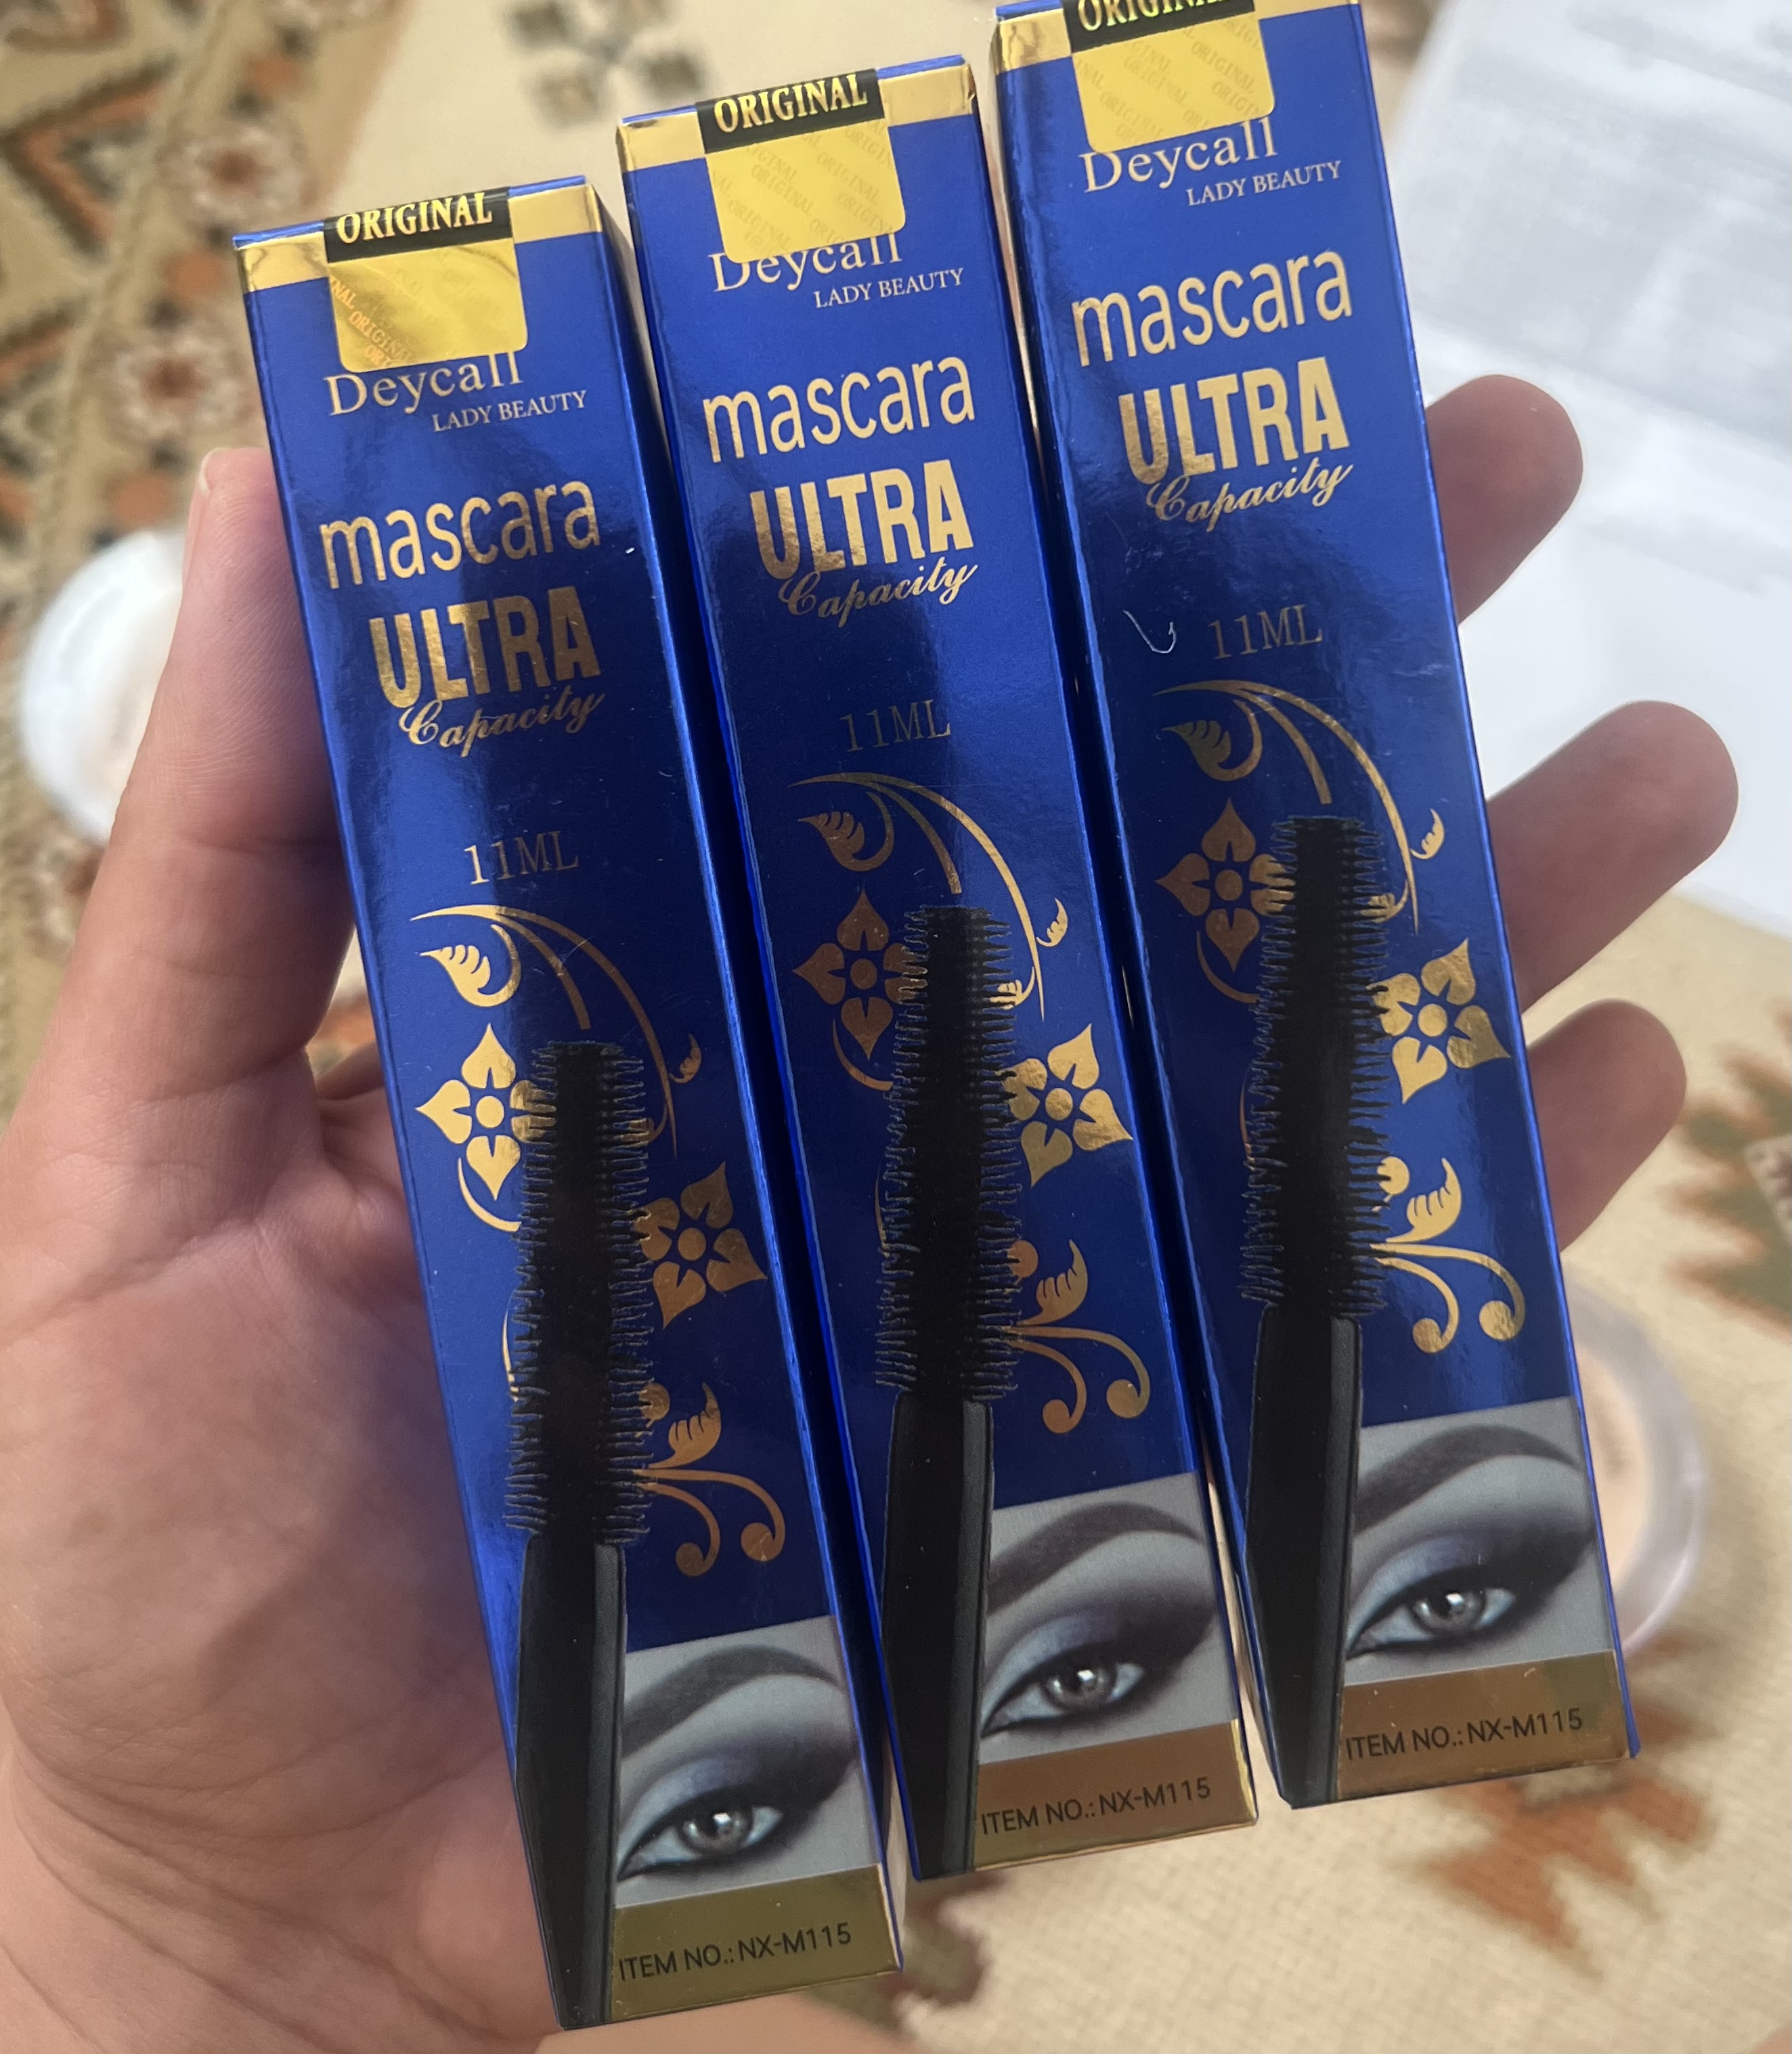 ORIGINAL
Deycall
LADY BEAUTY
mascara
ULTRA
Capacity
11ML
ITEM NO.: NX-M115
ORIGINAL
Deycall
LADY BEAUTY
mascara
ULTRA
Capacity
11ML
ITEM NO.: NX-M115
ORIGINAL
Deycall
LADY BEAUTY
mascara
ULTRA
Capacity
11ML
ITEM NO.: NX-M115